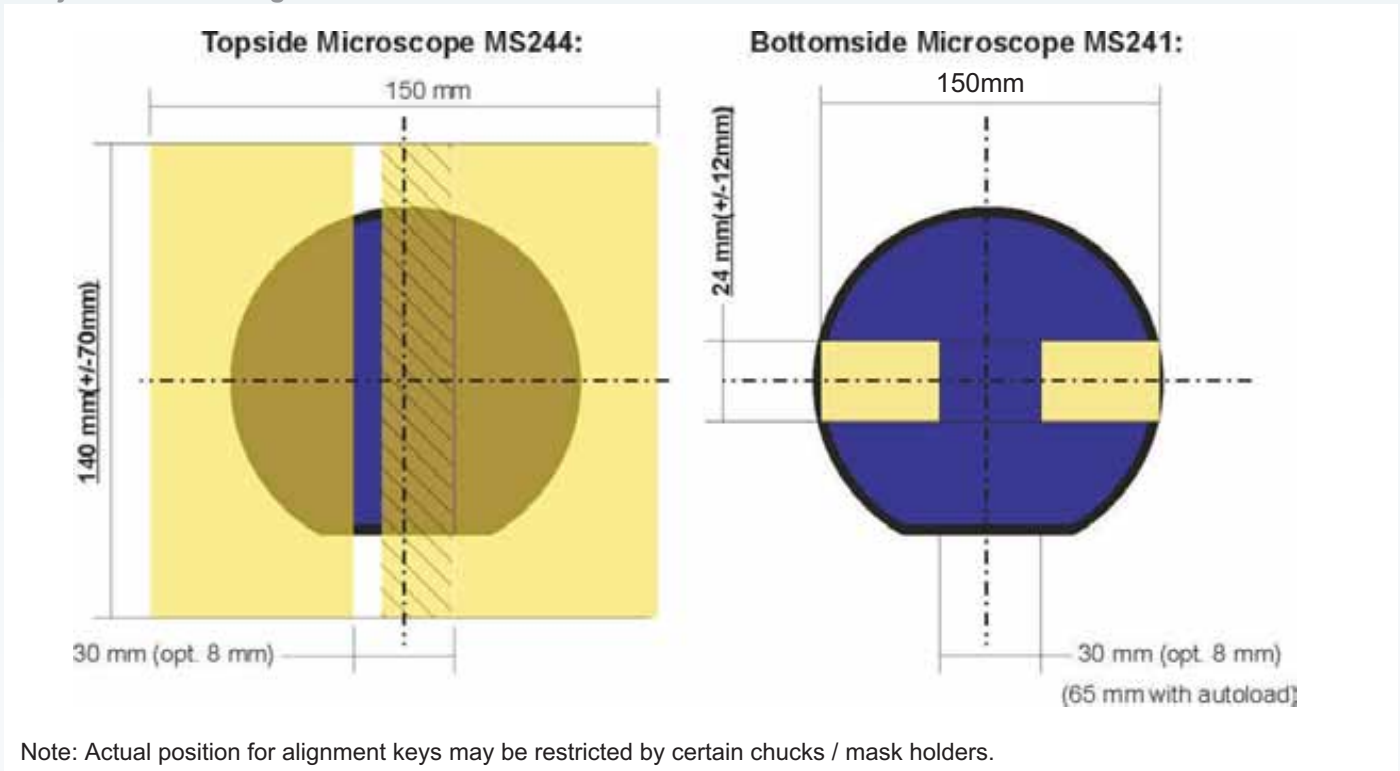 Topside Microscope MS244:
150 mm
140 mm(+/-70mm)
30 mm (opt. 8 mm)
Bottomside Microscope MS241:
150mm
24 mm(+/-12mm)
30 mm (opt. 8 mm)
(65 mm with autoload)
Note: Actual position for alignment keys may be restricted by certain chucks / mask holders.